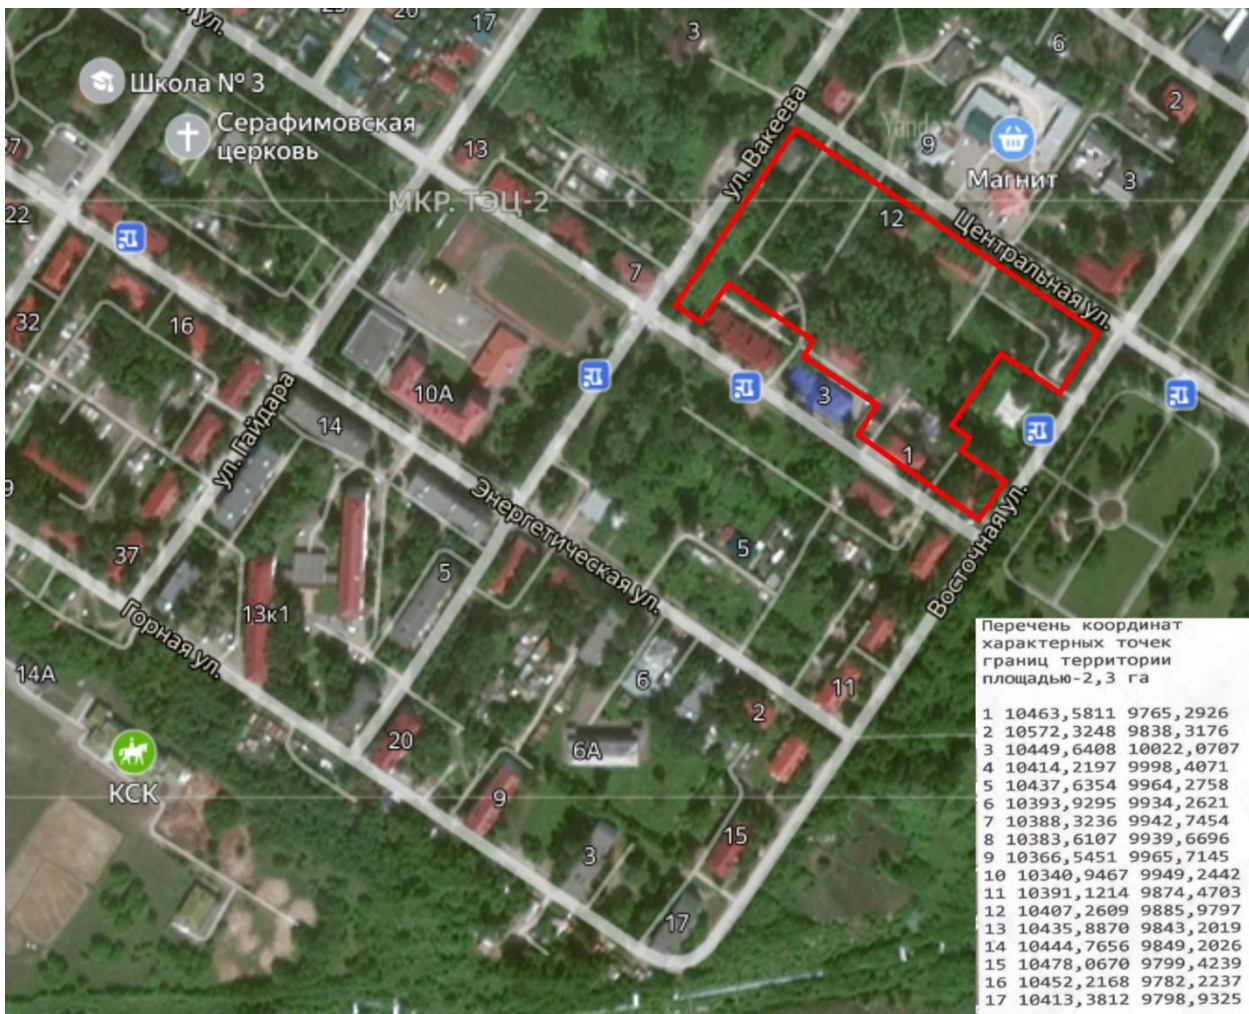 ул.
23
20
17
3
6
Школа № 3
2
Серафимовская
церковь
27
13
ул. Вакеева
9
Магнит
3
МКР. ТЭЦ-2
22
12
Центральная ул.
7
32
16
10А
3
14
ул. Гайдара
1
9
Энергетическая ул.
37
5
5
Восточная ул.
13к1
Горная ул.
14А
6
11
2
20
6А
КСК
9
15
3
17
Перечень координат
характерных точек
границ территории
площадью-2,3 га
1 10463,5811 9765,2926
2 10572,3248 9838,3176
3 10449,6408 10022,0707
4 10414,2197 9998,4071
5 10437,6354 9964,2758
6 10393,9295 9934,2621
7 10388,3236 9942,7454
8 10383,6107 9939,6696
9 10366,5451 9965,7145
10 10340,9467 9949,2442
11 10391,1214 9874,4703
12 10407,2609 9885,9797
13 10435,8870 9843,2019
14 10444,7656 9849,2026
15 10478,0670 9799,4239
16 10452,2168 9782,2237
17 10413,3812 9798,9325